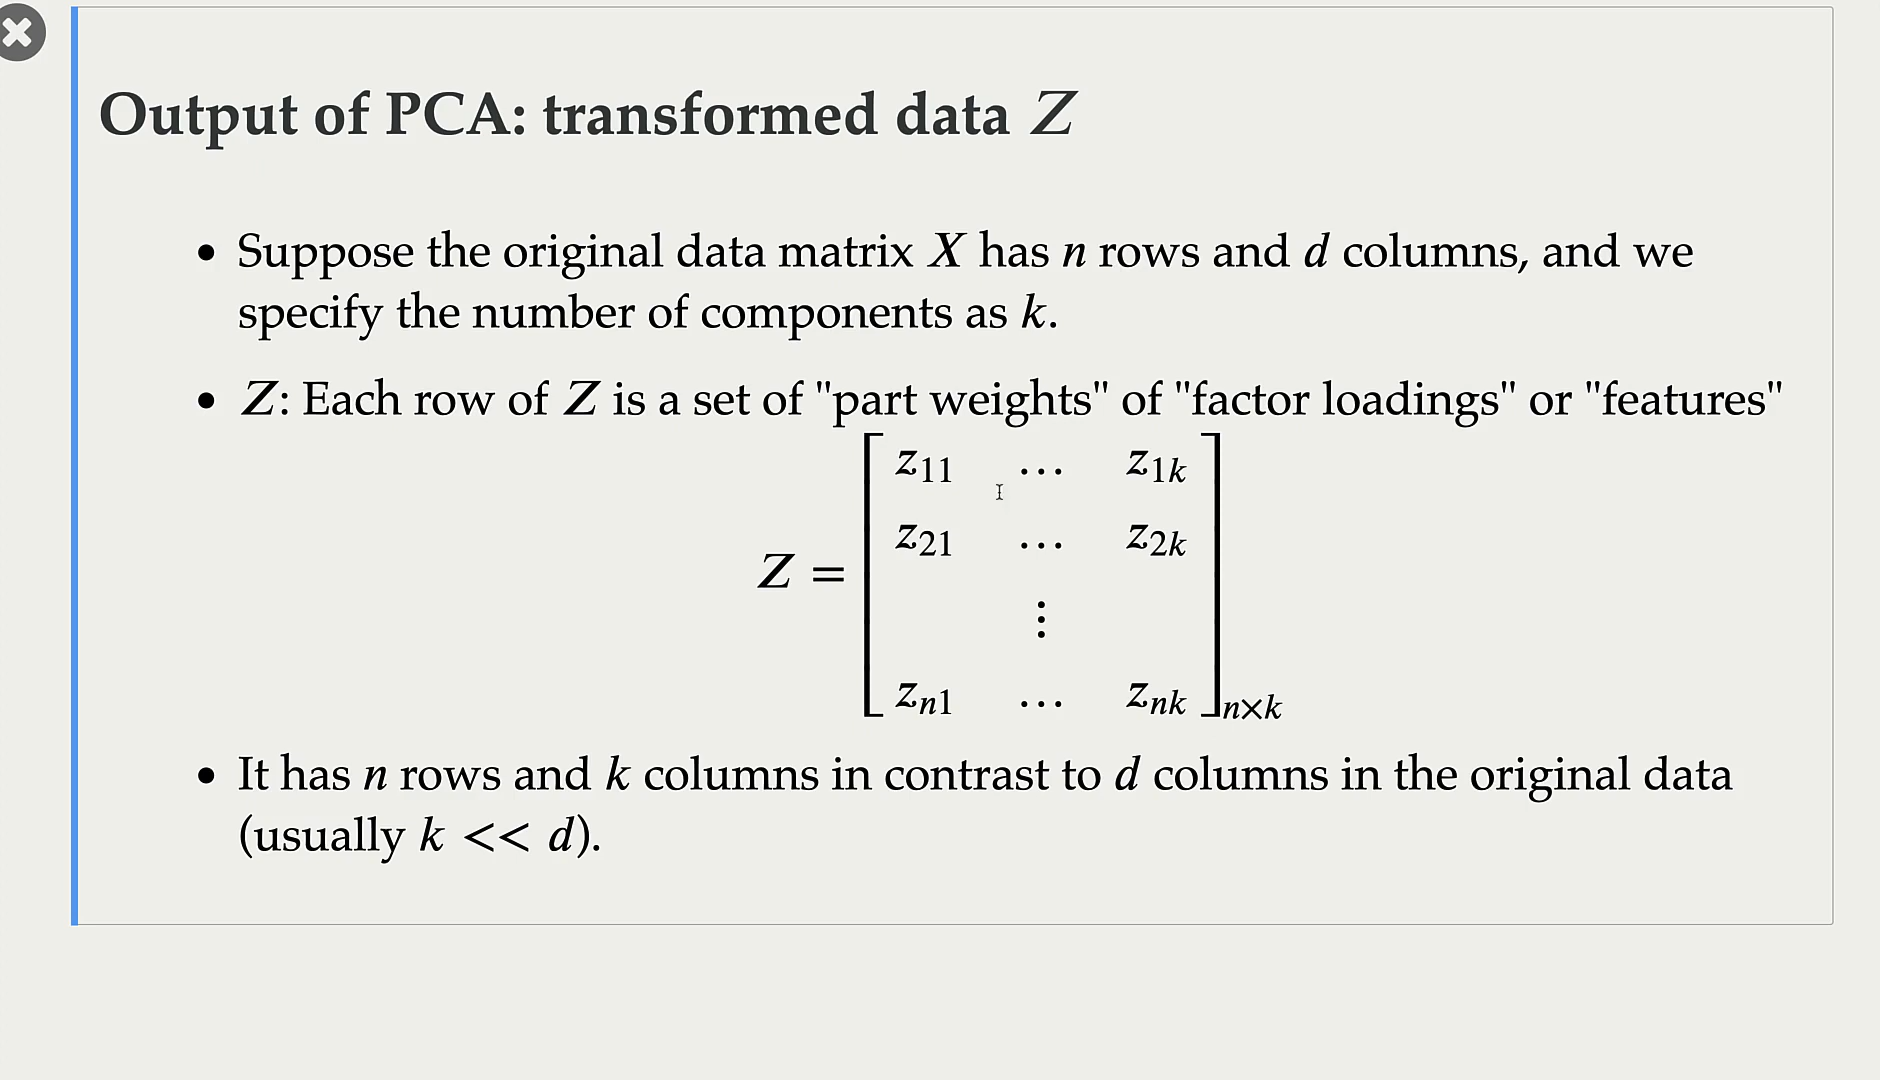 Output of PCA: transformed data Z
• Suppose the original data matrix X has n rows and d columns, and we
specify the number of components as k.
• Z: Each row of Z is a set of "part weights" of "factor loadings" or "features"
z11 … z1k
z21 … z2k
Z =
⋮
zn1 … znk n×k
• It has n rows and k columns in contrast to d columns in the original data
(usually k << d).